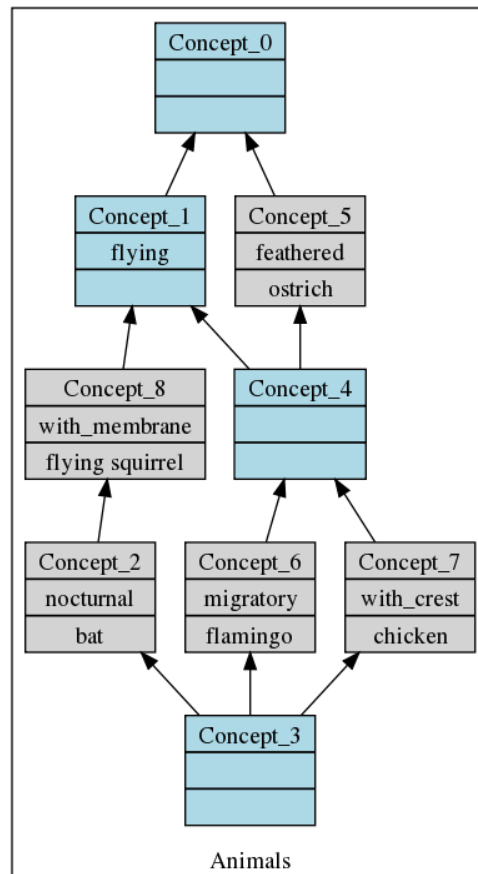 Concept_0
Concept_1
flying
Concept_5
feathered
ostrich
Concept_8
with_membrane
flying squirrel
Concept_4
Concept_2
nocturnal
bat
Concept_6
migratory
flamingo
Concept_7
with_crest
chicken
Concept_3
Animals